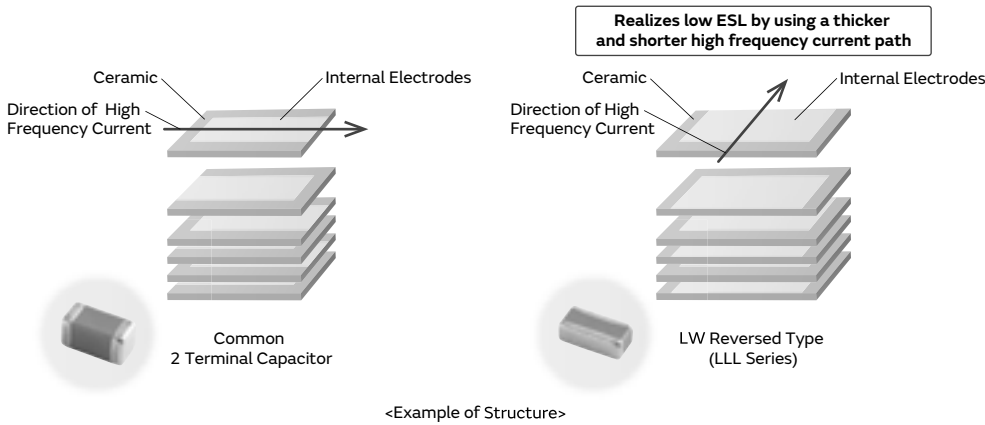 Realizes low ESL by using a thicker
and shorter high frequency current path
Ceramic
Internal Electrodes
Direction of High
Frequency Current
Common
2 Terminal Capacitor
Ceramic
Internal Electrodes
Direction of High
Frequency Current
LW Reversed Type
(LLL Series)
<Example of Structure>